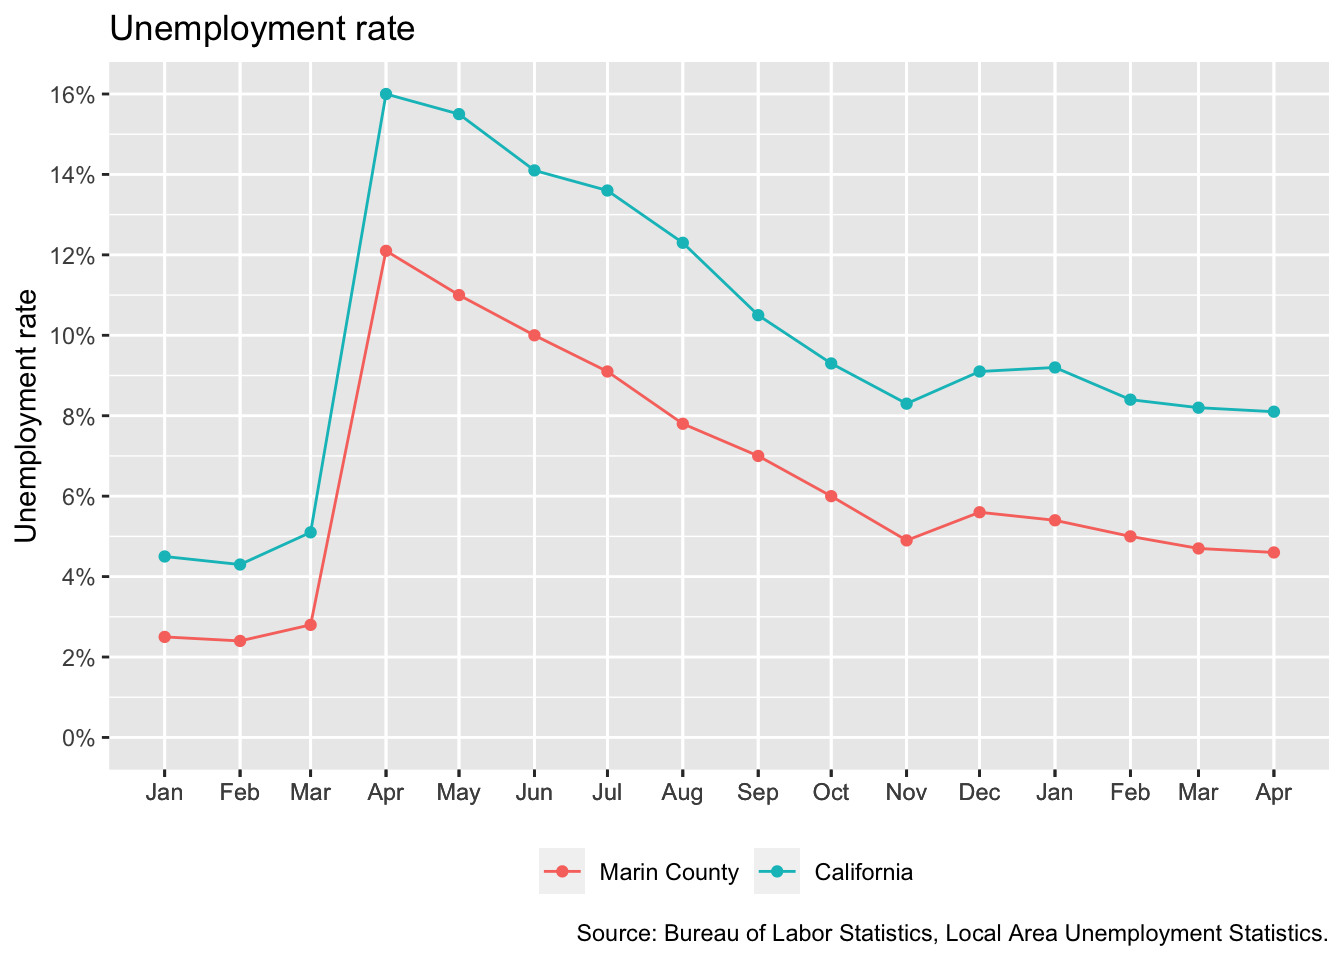 Unemployment rate
Unemployment rate
16%
14%
12%
10%
8%
6%
4%
2%
0%
Jan Feb Mar Apr May Jun Jul Aug Sep Oct Nov Dec Jan Feb Mar Apr
Marin County California
Source: Bureau of Labor Statistics, Local Area Unemployment Statistics.